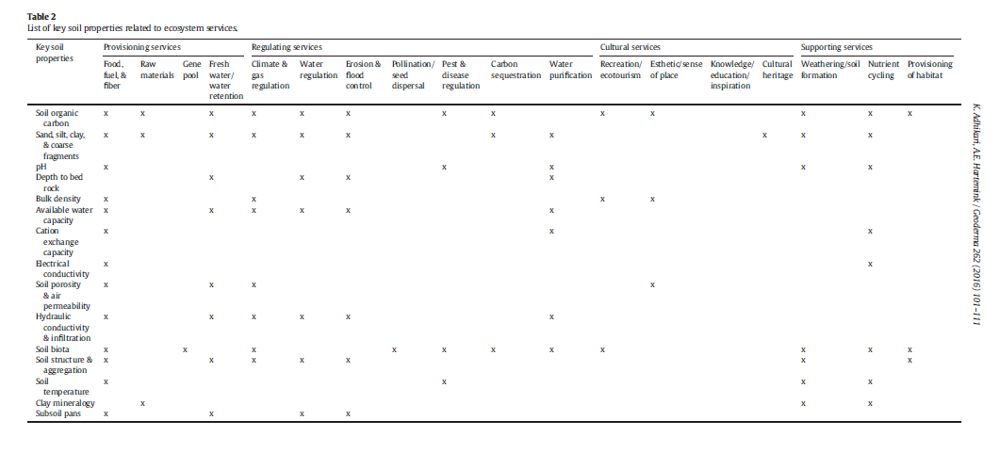 Table 2
List of key soil properties related to ecosystem services.
Key soil properties Provisioning services Regulating services Cultural services Supporting services
Food, fuel, & fiber Raw materials Gene pool Fresh water/ water retention Climate & gas regulation Water regulation Erosion & flood control Pollination/ seed dispersal Pest & disease regulation Carbon sequestration Water purification Recreation/ ecotourism Esthetic/sense of place Knowledge/ education/ inspiration Cultural heritage Weathering/soil formation Nutrient cycling Provisioning of habitat
Soil organic carbon x x x x x x x x x x x x x
Sand, silt, clay, & coarse fragments x x x x x x x x x x x
pH x x x x x
Depth to bed rock x x x x
Bulk density x x x x
Available water capacity x x x x x x
Cation exchange capacity x x x
Electrical conductivity x x
Soil porosity & air permeability x x x x
Hydraulic conductivity & infiltration x x x x x x
Soil biota x x x x x x x x x x x
Soil structure & aggregation x x x x x x x
Soil temperature x x x x
Clay mineralogy x x x
Subsoil pans x x x x
K. Adhikari, A.E. Hartemink / Geoderma 262 (2016) 101–111